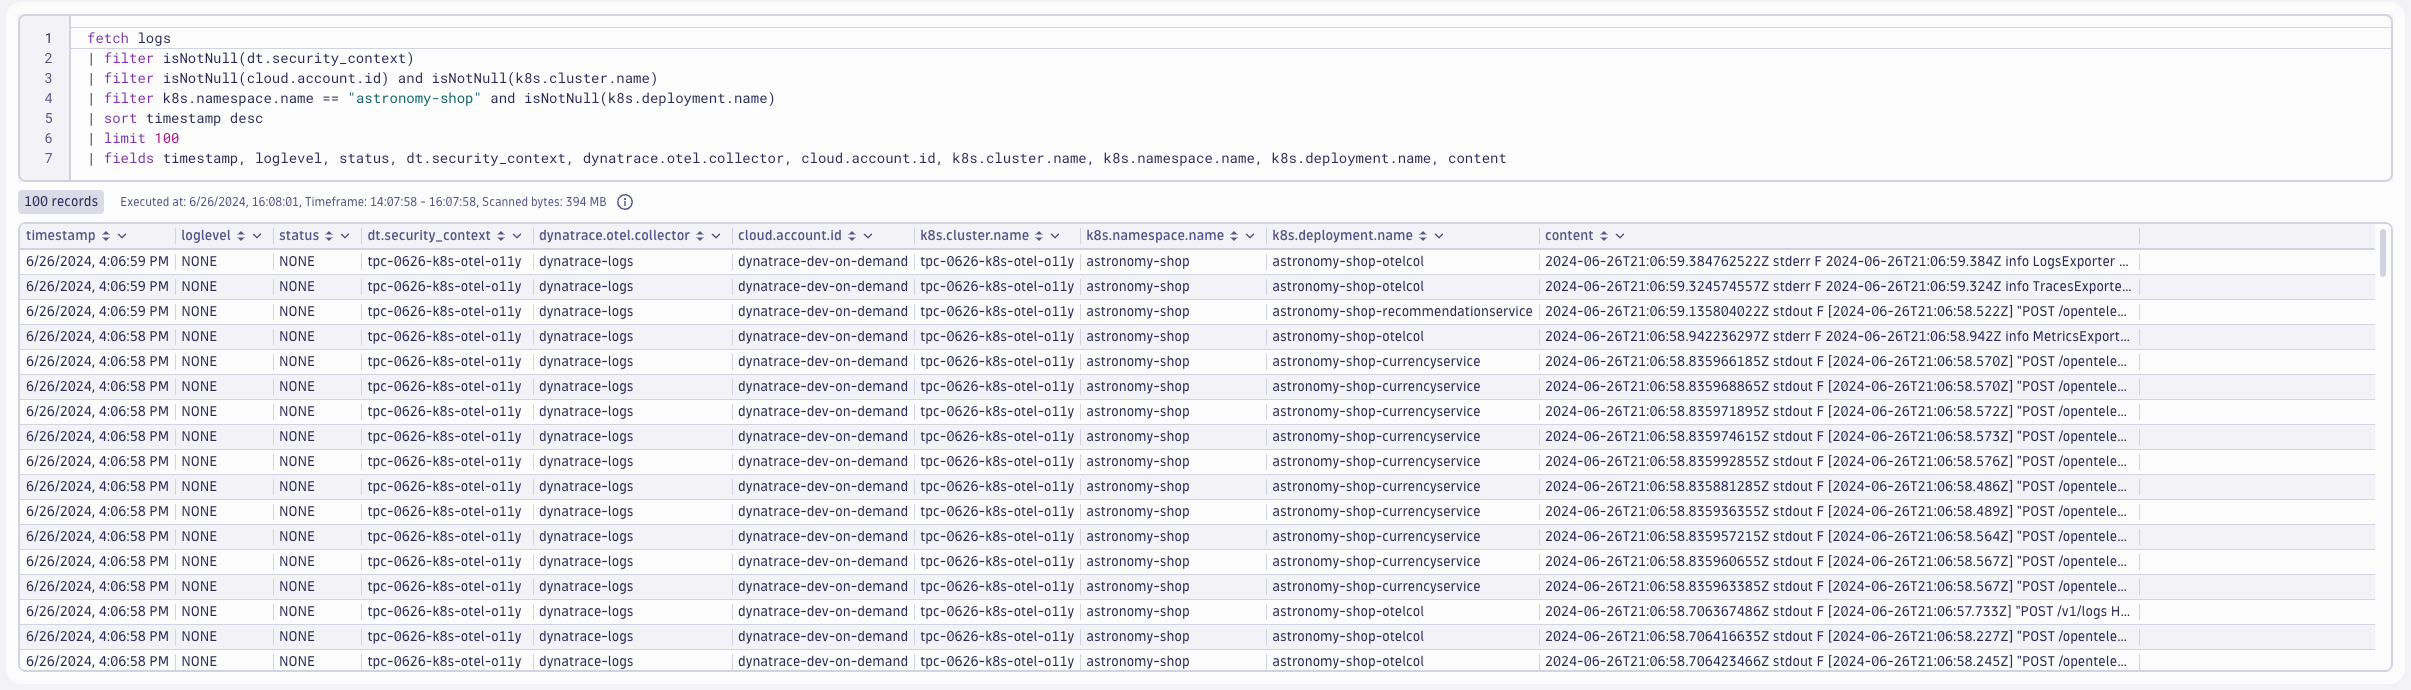 1 fetch logs
2 | filter isNotNull(dt.security_context)
3 | filter isNotNull(cloud.account.id) and isNotNull(k8s.cluster.name)
4 | filter k8s.namespace.name == "astronomy-shop" and isNotNull(k8s.deployment.name)
5 | sort timestamp desc
6 | limit 100
7 | fields timestamp, loglevel, status, dt.security_context, dynatrace.otel.collector, cloud.account.id, k8s.cluster.name, k8s.namespace.name, k8s.deployment.name, content
100 records Executed at: 6/26/2024, 16:08:01, Timeframe: 14:07:58 - 16:07:58, Scanned bytes: 394 MB
timestamp loglevel status dt.security_context dynatrace.otel.collector cloud.account.id k8s.cluster.name k8s.namespace.name k8s.deployment.name content
6/26/2024, 4:06:59 PM NONE NONE tpc-0626-k8s-otel-o11y dynatrace-logs dynatrace-dev-on-demand tpc-0626-k8s-otel-o11y astronomy-shop astronomy-shop-otelcol 2024-06-26T21:06:59.384762522Z stderr F 2024-06-26T21:06:59.384Z info LogsExporter ...
6/26/2024, 4:06:59 PM NONE NONE tpc-0626-k8s-otel-o11y dynatrace-logs dynatrace-dev-on-demand tpc-0626-k8s-otel-o11y astronomy-shop astronomy-shop-otelcol 2024-06-26T21:06:59.324574557Z stderr F 2024-06-26T21:06:59.324Z info TracesExporte...
6/26/2024, 4:06:59 PM NONE NONE tpc-0626-k8s-otel-o11y dynatrace-logs dynatrace-dev-on-demand tpc-0626-k8s-otel-o11y astronomy-shop astronomy-shop-recommendationservice 2024-06-26T21:06:59.135804022Z stdout F [2024-06-26T21:06:58.522Z] "POST /opentele...
6/26/2024, 4:06:58 PM NONE NONE tpc-0626-k8s-otel-o11y dynatrace-logs dynatrace-dev-on-demand tpc-0626-k8s-otel-o11y astronomy-shop astronomy-shop-otelcol 2024-06-26T21:06:58.942236297Z stderr F 2024-06-26T21:06:58.942Z info MetricsExport...
6/26/2024, 4:06:58 PM NONE NONE tpc-0626-k8s-otel-o11y dynatrace-logs dynatrace-dev-on-demand tpc-0626-k8s-otel-o11y astronomy-shop astronomy-shop-currencyservice 2024-06-26T21:06:58.835966185Z stdout F [2024-06-26T21:06:58.570Z] "POST /opentele...
6/26/2024, 4:06:58 PM NONE NONE tpc-0626-k8s-otel-o11y dynatrace-logs dynatrace-dev-on-demand tpc-0626-k8s-otel-o11y astronomy-shop astronomy-shop-currencyservice 2024-06-26T21:06:58.835968865Z stdout F [2024-06-26T21:06:58.570Z] "POST /opentele...
6/26/2024, 4:06:58 PM NONE NONE tpc-0626-k8s-otel-o11y dynatrace-logs dynatrace-dev-on-demand tpc-0626-k8s-otel-o11y astronomy-shop astronomy-shop-currencyservice 2024-06-26T21:06:58.835971895Z stdout F [2024-06-26T21:06:58.572Z] "POST /opentele...
6/26/2024, 4:06:58 PM NONE NONE tpc-0626-k8s-otel-o11y dynatrace-logs dynatrace-dev-on-demand tpc-0626-k8s-otel-o11y astronomy-shop astronomy-shop-currencyservice 2024-06-26T21:06:58.835974615Z stdout F [2024-06-26T21:06:58.573Z] "POST /opentele...
6/26/2024, 4:06:58 PM NONE NONE tpc-0626-k8s-otel-o11y dynatrace-logs dynatrace-dev-on-demand tpc-0626-k8s-otel-o11y astronomy-shop astronomy-shop-currencyservice 2024-06-26T21:06:58.835992855Z stdout F [2024-06-26T21:06:58.576Z] "POST /opentele...
6/26/2024, 4:06:58 PM NONE NONE tpc-0626-k8s-otel-o11y dynatrace-logs dynatrace-dev-on-demand tpc-0626-k8s-otel-o11y astronomy-shop astronomy-shop-currencyservice 2024-06-26T21:06:58.835881285Z stdout F [2024-06-26T21:06:58.486Z] "POST /opentele...
6/26/2024, 4:06:58 PM NONE NONE tpc-0626-k8s-otel-o11y dynatrace-logs dynatrace-dev-on-demand tpc-0626-k8s-otel-o11y astronomy-shop astronomy-shop-currencyservice 2024-06-26T21:06:58.835936355Z stdout F [2024-06-26T21:06:58.489Z] "POST /opentele...
6/26/2024, 4:06:58 PM NONE NONE tpc-0626-k8s-otel-o11y dynatrace-logs dynatrace-dev-on-demand tpc-0626-k8s-otel-o11y astronomy-shop astronomy-shop-currencyservice 2024-06-26T21:06:58.835957215Z stdout F [2024-06-26T21:06:58.564Z] "POST /opentele...
6/26/2024, 4:06:58 PM NONE NONE tpc-0626-k8s-otel-o11y dynatrace-logs dynatrace-dev-on-demand tpc-0626-k8s-otel-o11y astronomy-shop astronomy-shop-currencyservice 2024-06-26T21:06:58.835960655Z stdout F [2024-06-26T21:06:58.567Z] "POST /opentele...
6/26/2024, 4:06:58 PM NONE NONE tpc-0626-k8s-otel-o11y dynatrace-logs dynatrace-dev-on-demand tpc-0626-k8s-otel-o11y astronomy-shop astronomy-shop-currencyservice 2024-06-26T21:06:58.835963385Z stdout F [2024-06-26T21:06:58.567Z] "POST /opentele...
6/26/2024, 4:06:58 PM NONE NONE tpc-0626-k8s-otel-o11y dynatrace-logs dynatrace-dev-on-demand tpc-0626-k8s-otel-o11y astronomy-shop astronomy-shop-otelcol 2024-06-26T21:06:58.706367486Z stdout F [2024-06-26T21:06:57.733Z] "POST /v1/logs H...
6/26/2024, 4:06:58 PM NONE NONE tpc-0626-k8s-otel-o11y dynatrace-logs dynatrace-dev-on-demand tpc-0626-k8s-otel-o11y astronomy-shop astronomy-shop-otelcol 2024-06-26T21:06:58.706416635Z stdout F [2024-06-26T21:06:58.227Z] "POST /opentele...
6/26/2024, 4:06:58 PM NONE NONE tpc-0626-k8s-otel-o11y dynatrace-logs dynatrace-dev-on-demand tpc-0626-k8s-otel-o11y astronomy-shop astronomy-shop-otelcol 2024-06-26T21:06:58.706423466Z stdout F [2024-06-26T21:06:58.245Z] "POST /opentele...